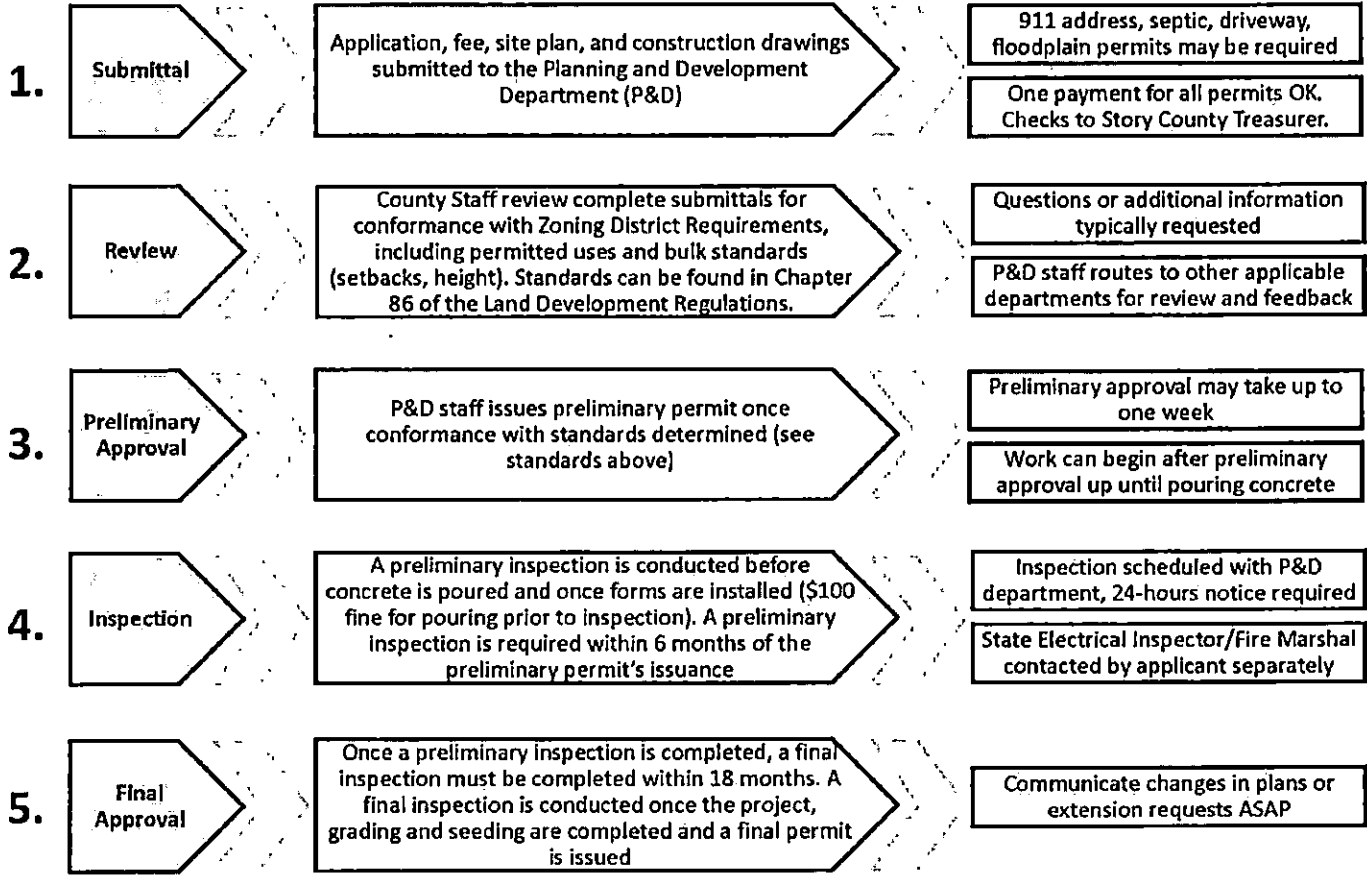 1.
Submittal
Application, fee, site plan, and construction drawings
submitted to the Planning and Development
Department (P&D)
911 address, septic, driveway,
floodplain permits may be required
One payment for all permits OK.
Checks to Story County Treasurer.
2.
Review
County Staff review complete submittals for
conformance with Zoning District Requirements,
including permitted uses and bulk standards
(setbacks, height). Standards can be found in Chapter
86 of the Land Development Regulations.
Questions or additional information
typically requested
P&D staff routes to other applicable
departments for review and feedback
3.
Preliminary
Approval
P&D staff issues preliminary permit once
conformance with standards determined (see
standards above)
Preliminary approval may take up to
one week
Work can begin after preliminary
approval up until pouring concrete
4.
Inspection
A preliminary inspection is conducted before
concrete is poured and once forms are installed ($100
fine for pouring prior to inspection). A preliminary
inspection is required within 6 months of the
preliminary permit's issuance
Inspection scheduled with P&D
department, 24-hours notice required
State Electrical Inspector/Fire Marshal
contacted by applicant separately
5.
Final
Approval
Once a preliminary inspection is completed, a final
inspection must be completed within 18 months. A
final inspection is conducted once the project,
grading and seeding are completed and a final permit
is issued
Communicate changes in plans or
extension requests ASAP